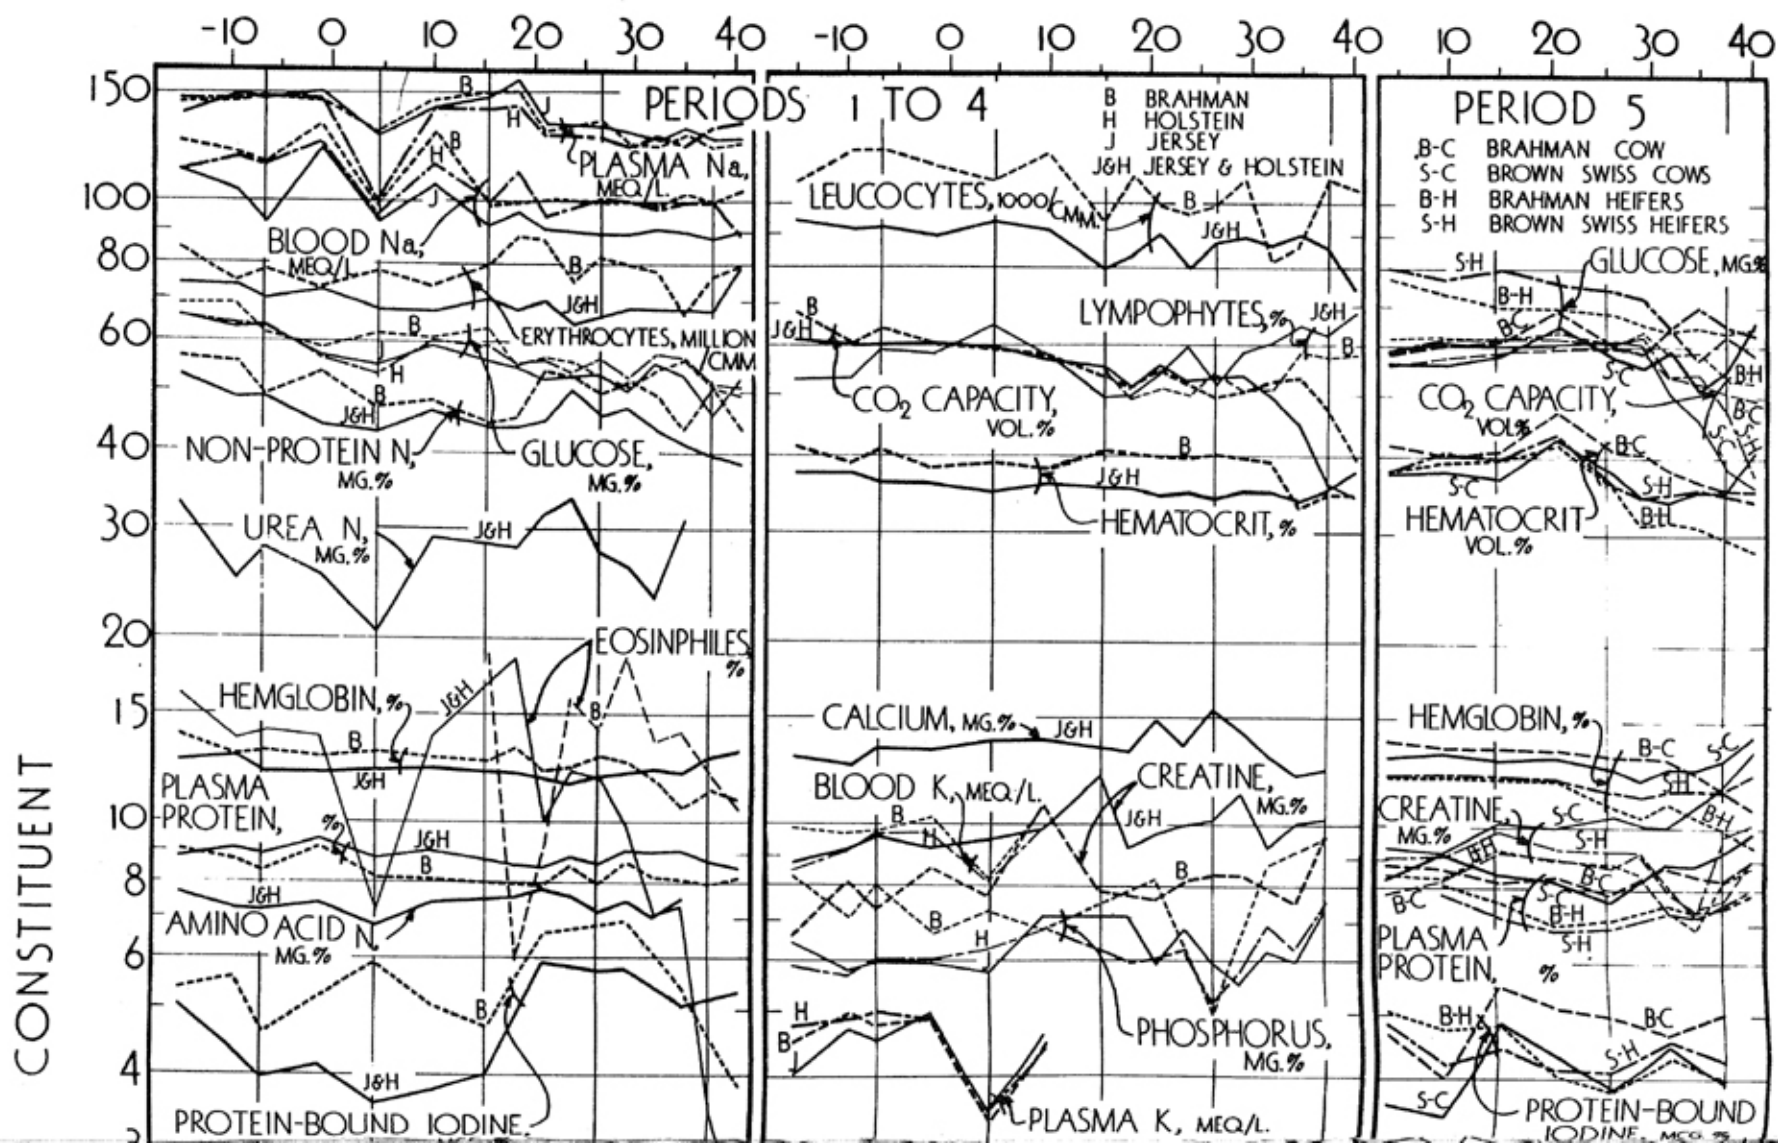 -10 0 10 20 30 40 -10 0 10 20 30 40 10 20 30 40
150
100
80
60
40
30
20
15
10
8
6
4
CONSTITUENT
PERIODS 1 TO 4
B BRAHMAN
H HOLSTEIN
J JERSEY
J&H JERSEY & HOLSTEIN
B
J
H
PLASMA Na,
MEQ/L.
B
H
J
BLOOD Na,
MEQ/L
B
J&H
ERYTHROCYTES, MILLION
/CMM
B
J
H
B
J&H
NON-PROTEIN N,
MG.%
GLUCOSE,
MG.%
UREA N,
MG.%
J&H
EOSINPHILES,
%
HEMGLOBIN, %
J&H
B
B
J&H
PLASMA
PROTEIN,
%
J&H
B
J&H
AMINO ACID N
MG.%
B
J&H
PROTEIN-BOUND IODINE.
LEUCOCYTES, 1000/
CMM.
B
J&H
B
J&H
LYMPOPHYTES, %
J&H
B
CO2 CAPACITY,
VOL.%
B
J&H
HEMATOCRIT, %
CALCIUM, MG.%
J&H
BLOOD K, MEQ./L.
CREATINE,
MG.%
B
H
J&H
B
B
H
H
B
J
PHOSPHORUS,
MG.%
PLASMA K, MEQ/L.
PERIOD 5
B-C BRAHMAN COW
S-C BROWN SWISS COWS
B-H BRAHMAN HEIFERS
S-H BROWN SWISS HEIFERS
S-H
GLUCOSE, MG%
B-H
B-C
S-C
B-H
CO2 CAPACITY,
VOL%
B-C
S-H
S-C
B-C
S-C
S-H
HEMATOCRIT
VOL.%
B-H
HEMGLOBIN, %
B-C
S-C
S-H
CREATINE,
MG.%
S-C
B-H
S-H
B-H
B-C
S-C
B-C
B-H
S-H
PLASMA
PROTEIN,
%
B-H
B-C
S-H
S-C
PROTEIN-BOUND
IODINE, MCG %